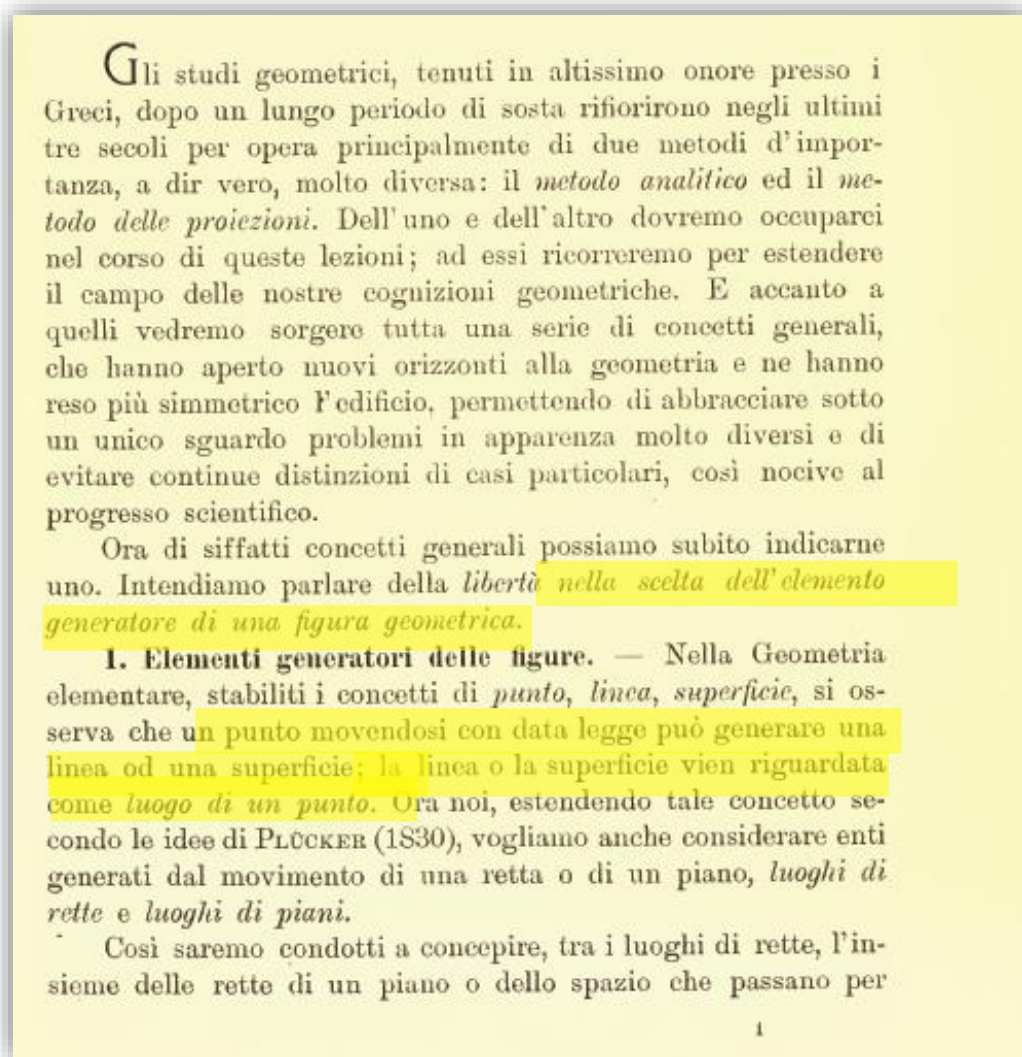 Gli studi geometrici, tenuti in altissimo onore presso i
Greci, dopo un lungo periodo di sosta rifiorirono negli ultimi
tre secoli per opera principalmente di due metodi d'impor-
tanza, a dir vero, molto diversa: il metodo analitico ed il me-
todo delle proiezioni. Dell'uno e dell'altro dovremo occuparci
nel corso di queste lezioni; ad essi ricorreremo per estendere
il campo delle nostre cognizioni geometriche. E accanto a
quelli vedremo sorgere tutta una serie di concetti generali,
che hanno aperto nuovi orizzonti alla geometria e ne hanno
reso più simmetrico l'edificio, permettendo di abbracciare sotto
un unico sguardo problemi in apparenza molto diversi e di
evitare continue distinzioni di casi particolari, così nocive al
progresso scientifico.
Ora di siffatti concetti generali possiamo subito indicarne
uno. Intendiamo parlare della libertà nella scelta dell'elemento
generatore di una figura geometrica.
1. Elementi generatori delle figure. — Nella Geometria
elementare, stabiliti i concetti di punto, linea, superficie, si os-
serva che un punto movendosi con data legge può generare una
linea od una superficie; la linea o la superficie vien riguardata
come luogo di un punto. Ora noi, estendendo tale concetto se-
condo le idee di PLÜCKER (1830), vogliamo anche considerare enti
generati dal movimento di una retta o di un piano, luoghi di
rette e luoghi di piani.
Così saremo condotti a concepire, tra i luoghi di rette, l'in-
sieme delle rette di un piano o dello spazio che passano per
1